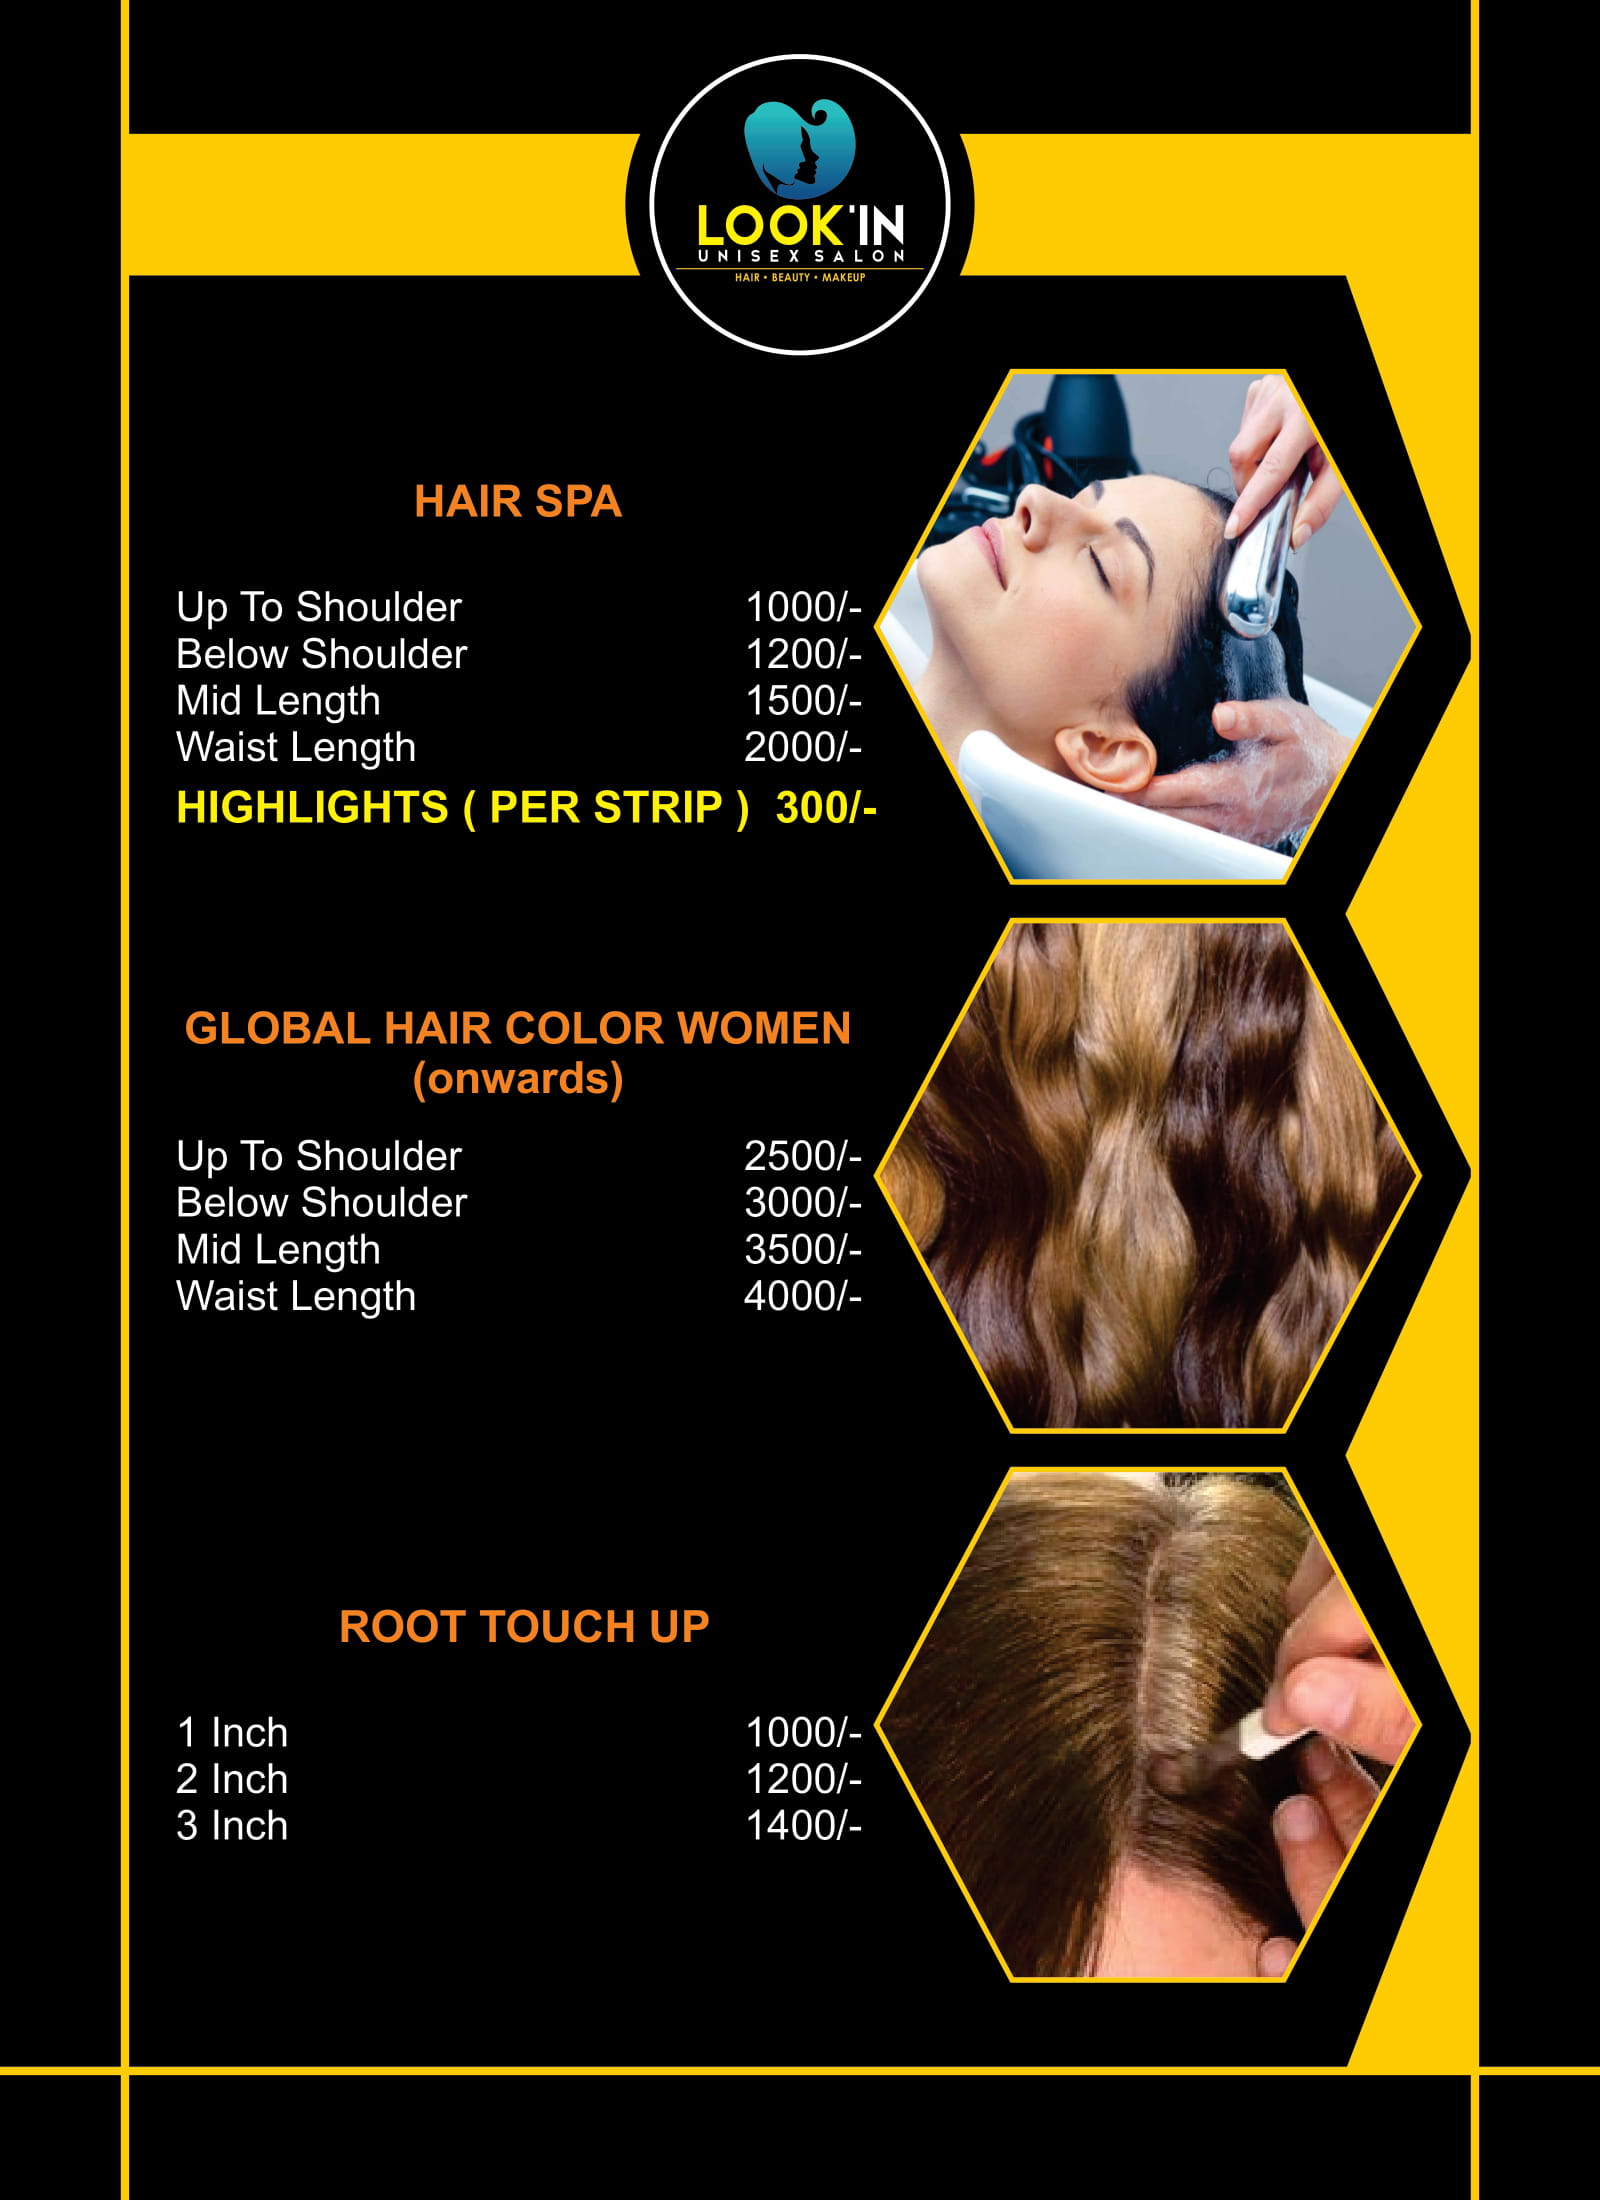 LOOK'IN
UNISEX SALON
HAIR • BEAUTY • MAKEUP
HAIR SPA
Up To Shoulder 1000/-
Below Shoulder 1200/-
Mid Length 1500/-
Waist Length 2000/-
HIGHLIGHTS ( PER STRIP ) 300/-
GLOBAL HAIR COLOR WOMEN
(onwards)
Up To Shoulder 2500/-
Below Shoulder 3000/-
Mid Length 3500/-
Waist Length 4000/-
ROOT TOUCH UP
1 Inch 1000/-
2 Inch 1200/-
3 Inch 1400/-